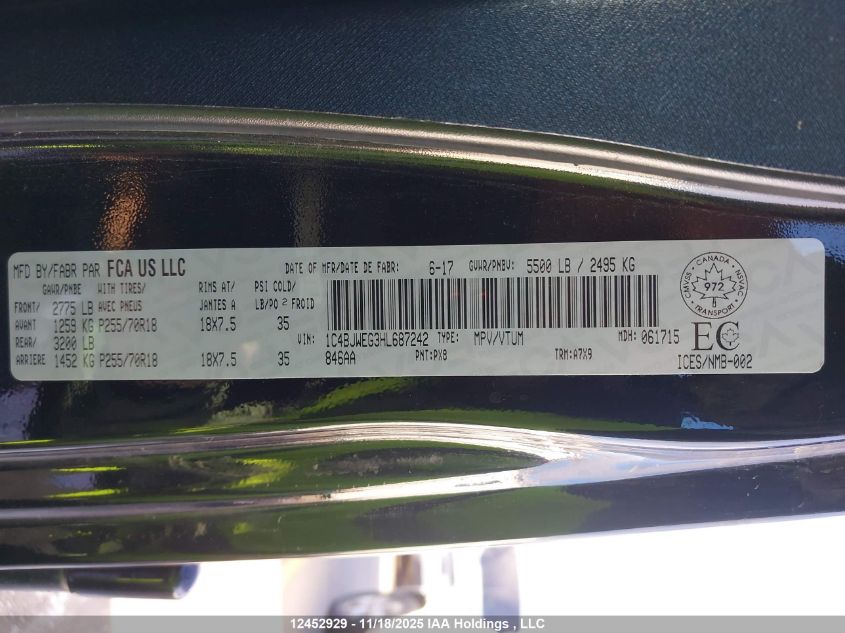 MFD BY/FABR PAR FCA US LLC
DATE OF MFR/DATE DE FABR: 6-17 GVWR/PNBV: 5500 LB / 2495 KG
GAWR/PNBE WITH TIRES/ RIMS AT/ PSI COLD/
FRONT/ 2775 LB AVEC PNEUS JANTES A LB/PO² FROID
AVANT 1259 KG P255/70R18 18X7.5 35
REAR/ 3200 LB
ARRIERE 1452 KG P255/70R18 18X7.5 35
VIN: 1C4BJWEG3HL687242 TYPE: MPV/VTUM MDH: 061715
846AA PNT:PX8 TRM:A7X9
CANADA
CMVSS NSVAC
972
TRANSPORT
EC
ICES/NMB-002
12452929 - 11/18/2025 IAA Holdings , LLC